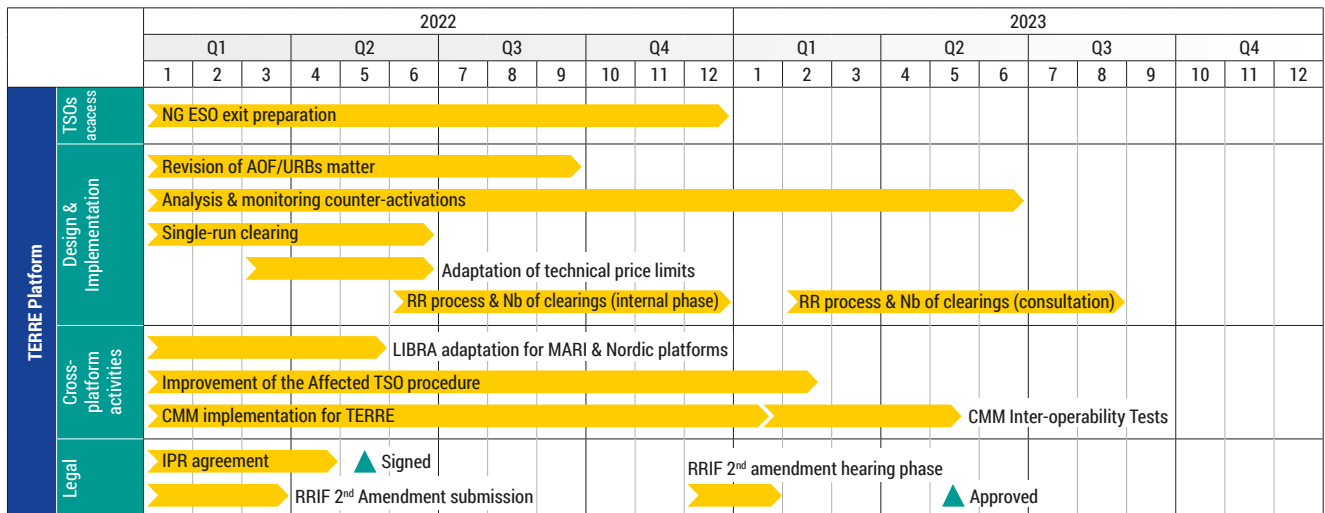 2022 2023
Q1 Q2 Q3 Q4 Q1 Q2 Q3 Q4
1 2 3 4 5 6 7 8 9 10 11 12 1 2 3 4 5 6 7 8 9 10 11 12
TERRE Platform
TSOs
acacess
NG ESO exit preparation
Design &
Implementation
Revision of AOF/URBs matter
Analysis & monitoring counter-activations
Single-run clearing
Adaptation of technical price limits
RR process & Nb of clearings (internal phase) RR process & Nb of clearings (consultation)
Cross-
platform
activities
LIBRA adaptation for MARI & Nordic platforms
Improvement of the Affected TSO procedure
CMM implementation for TERRE CMM Inter-operability Tests
Legal
IPR agreement Signed RRIF 2nd amendment hearing phase
RRIF 2nd Amendment submission Approved